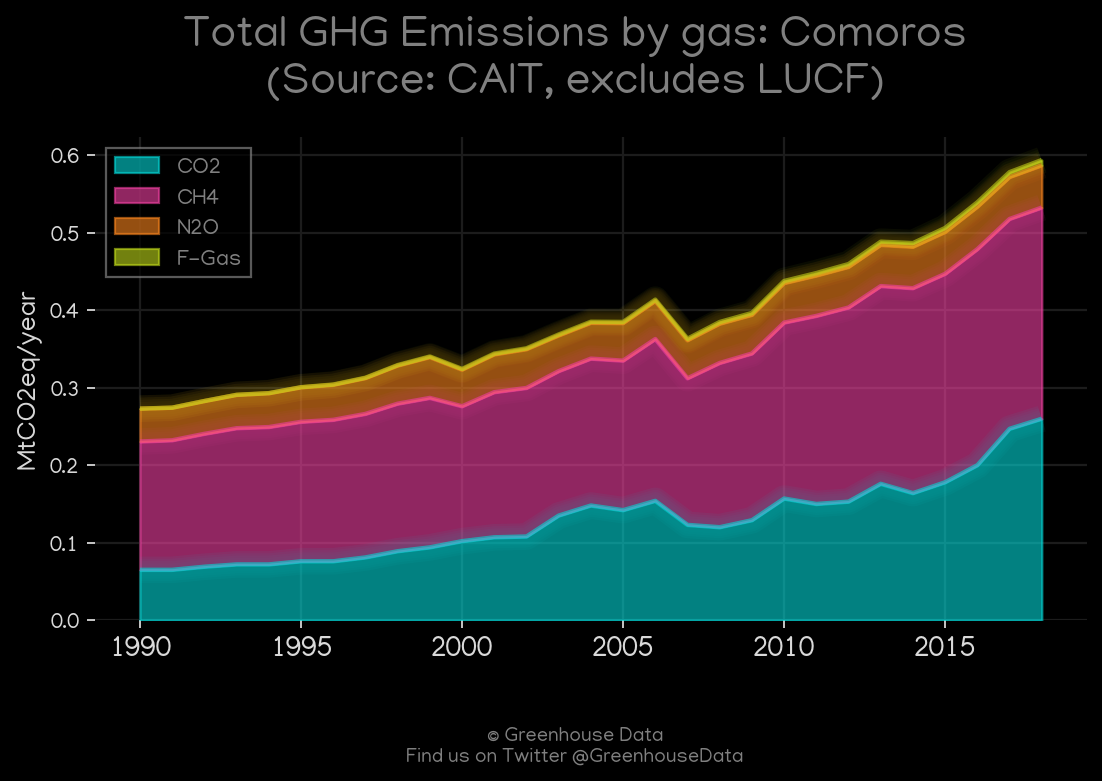 Total GHG Emissions by gas: Comoros
(Source: CAIT, excludes LUCF)
CO2
CH4
N2O
F-Gas
MtCO2eq/year
0.6
0.5
0.4
0.3
0.2
0.1
0.0
1990 1995 2000 2005 2010 2015
© Greenhouse Data
Find us on Twitter @GreenhouseData